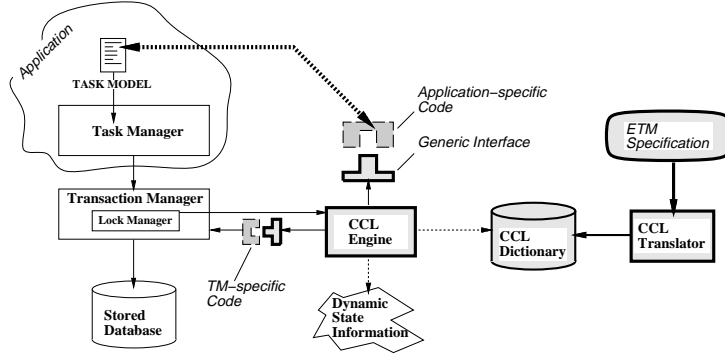 Application
TASK MODEL
Task Manager
Transaction Manager
Lock Manager
Stored
Database
TM−specific
Code
Application−specific
Code
Generic Interface
CCL
Engine
Dynamic
State
Information
CCL
Dictionary
ETM
Specification
CCL
Translator